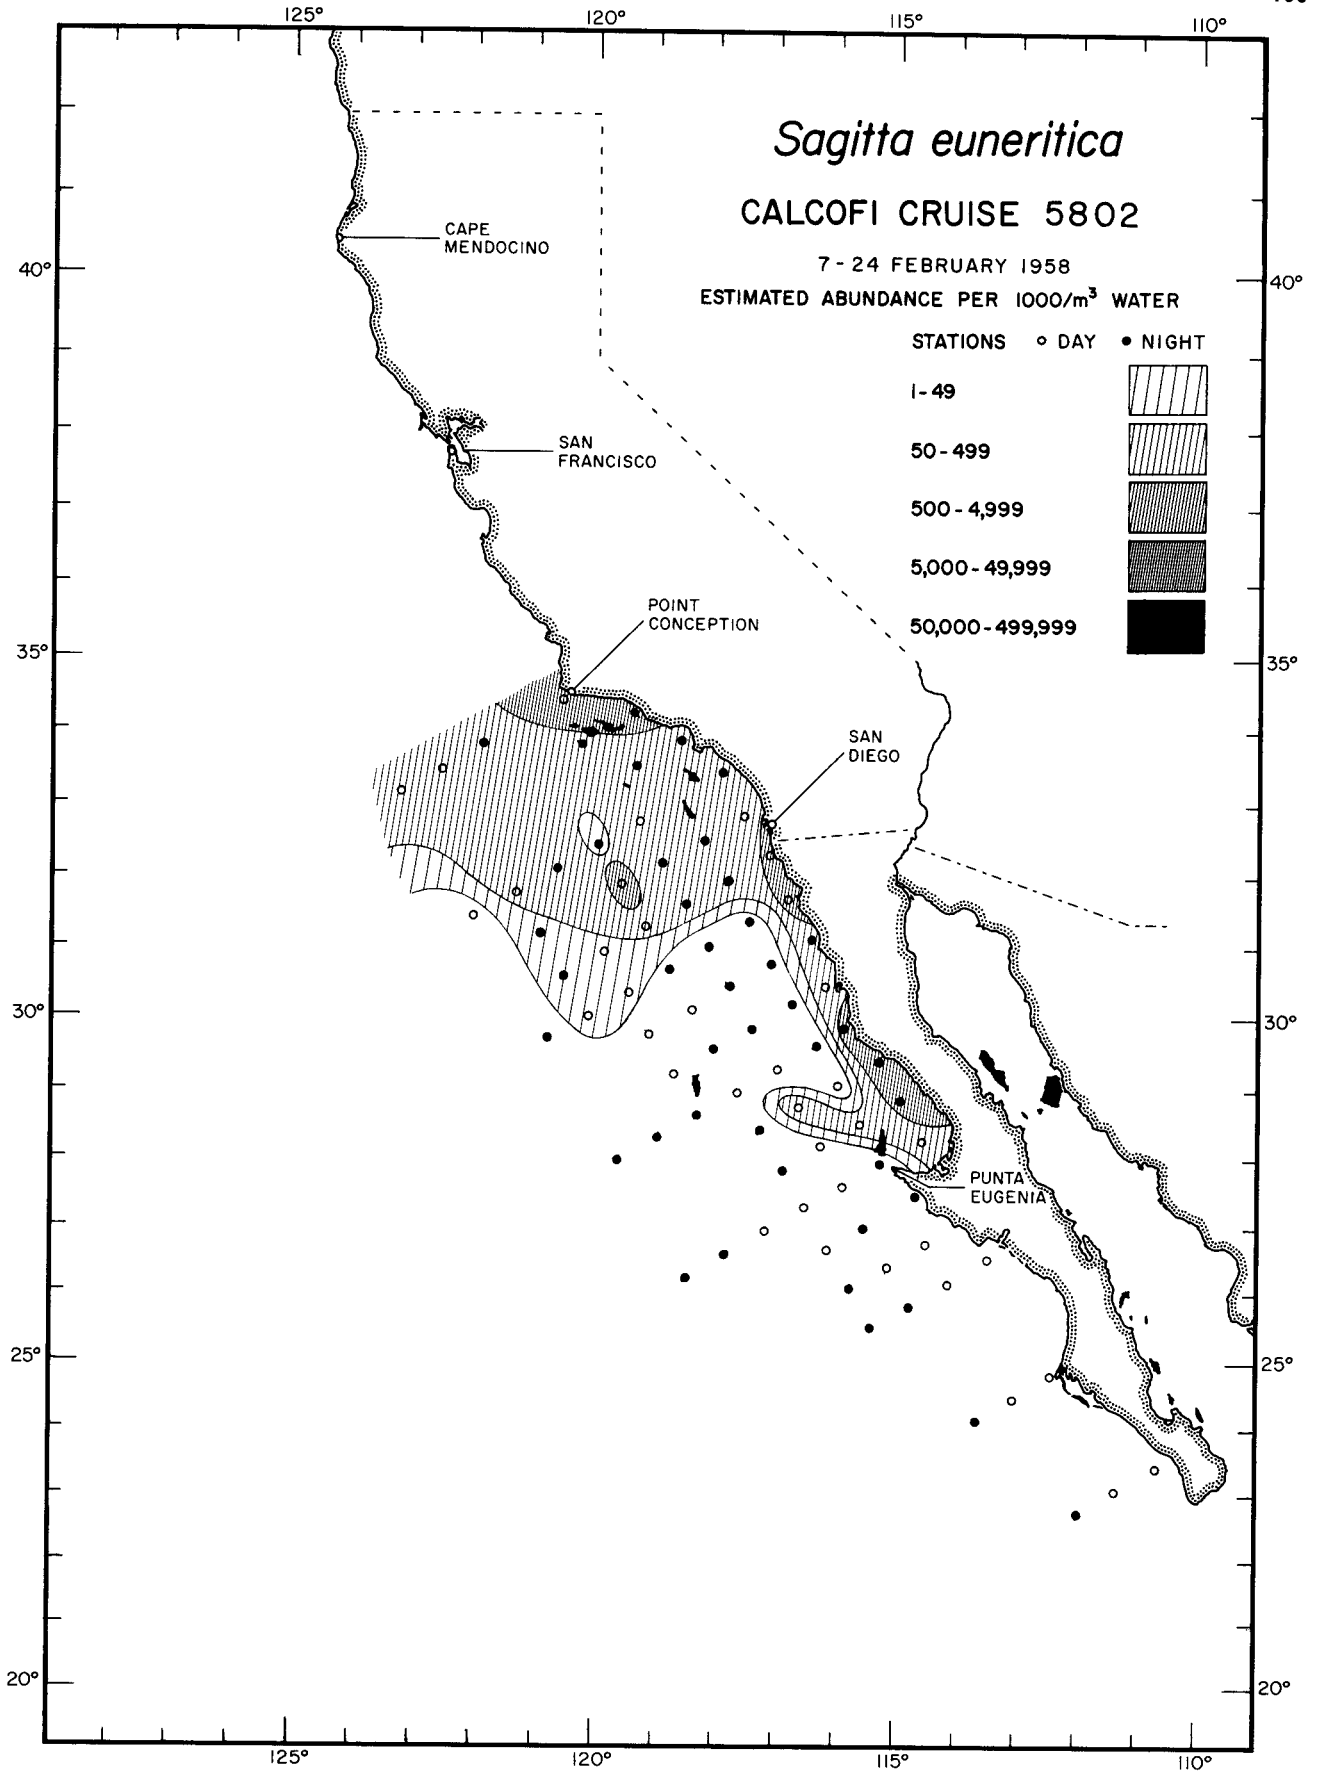 125° 120° 115° 110°
Sagitta euneritica
CALCOFI CRUISE 5802
7-24 FEBRUARY 1958
ESTIMATED ABUNDANCE PER 1000/m³ WATER
STATIONS ○ DAY ● NIGHT
1-49
50-499
500-4,999
5,000-49,999
50,000-499,999
CAPE
MENDOCINO
40° 40°
SAN
FRANCISCO
POINT
CONCEPTION
35° 35°
SAN
DIEGO
30° 30°
PUNTA
EUGENIA
25° 25°
20° 20°
125° 120° 115° 110°